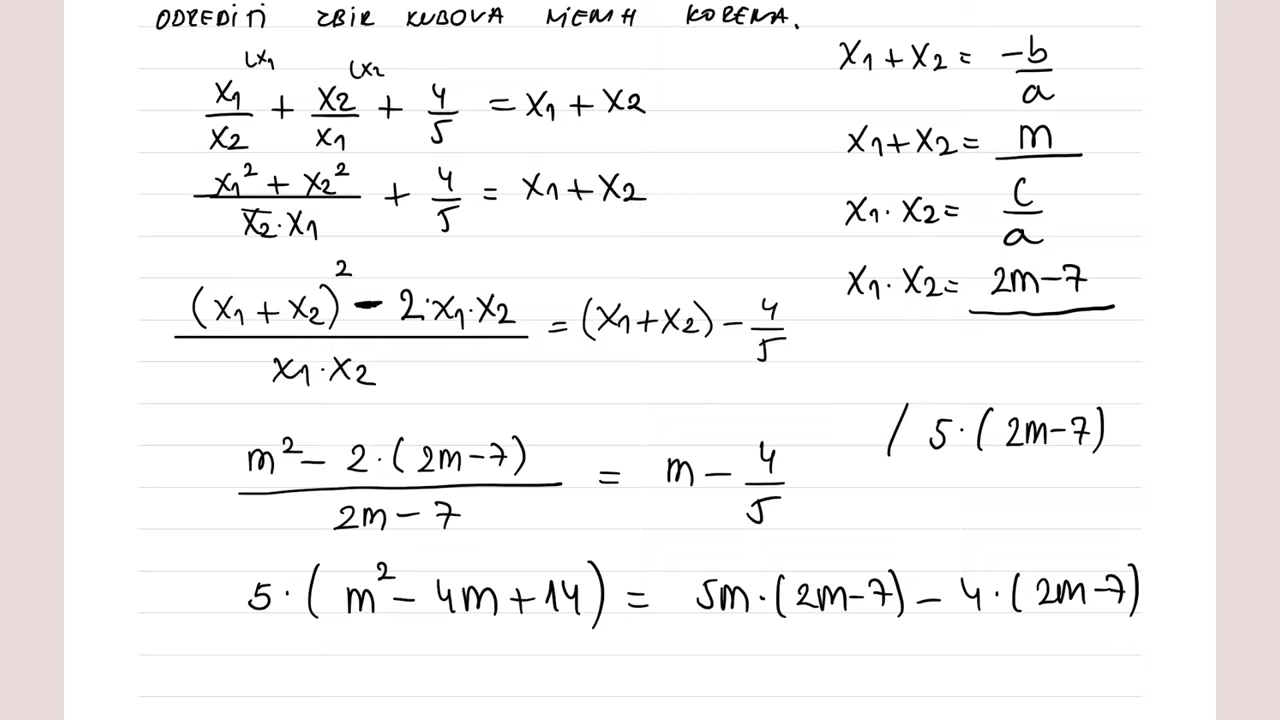 ODREDITI ZBIR KUBOVA NJENIH KORENA.
(x1 (x2
x1/x2 + x2/x1 + 4/5 = x1 + x2
(x1² + x2²)/(x2·x1) + 4/5 = x1 + x2
((x1 + x2)² - 2·x1·x2)/(x1·x2) = (x1+x2) - 4/5
(m² - 2·(2m-7))/(2m-7) = m - 4/5 / 5·(2m-7)
5·(m² - 4m + 14) = 5m·(2m-7) - 4·(2m-7)
x1 + x2 = -b/a
x1 + x2 = m
x1·x2 = c/a
x1·x2 = 2m-7